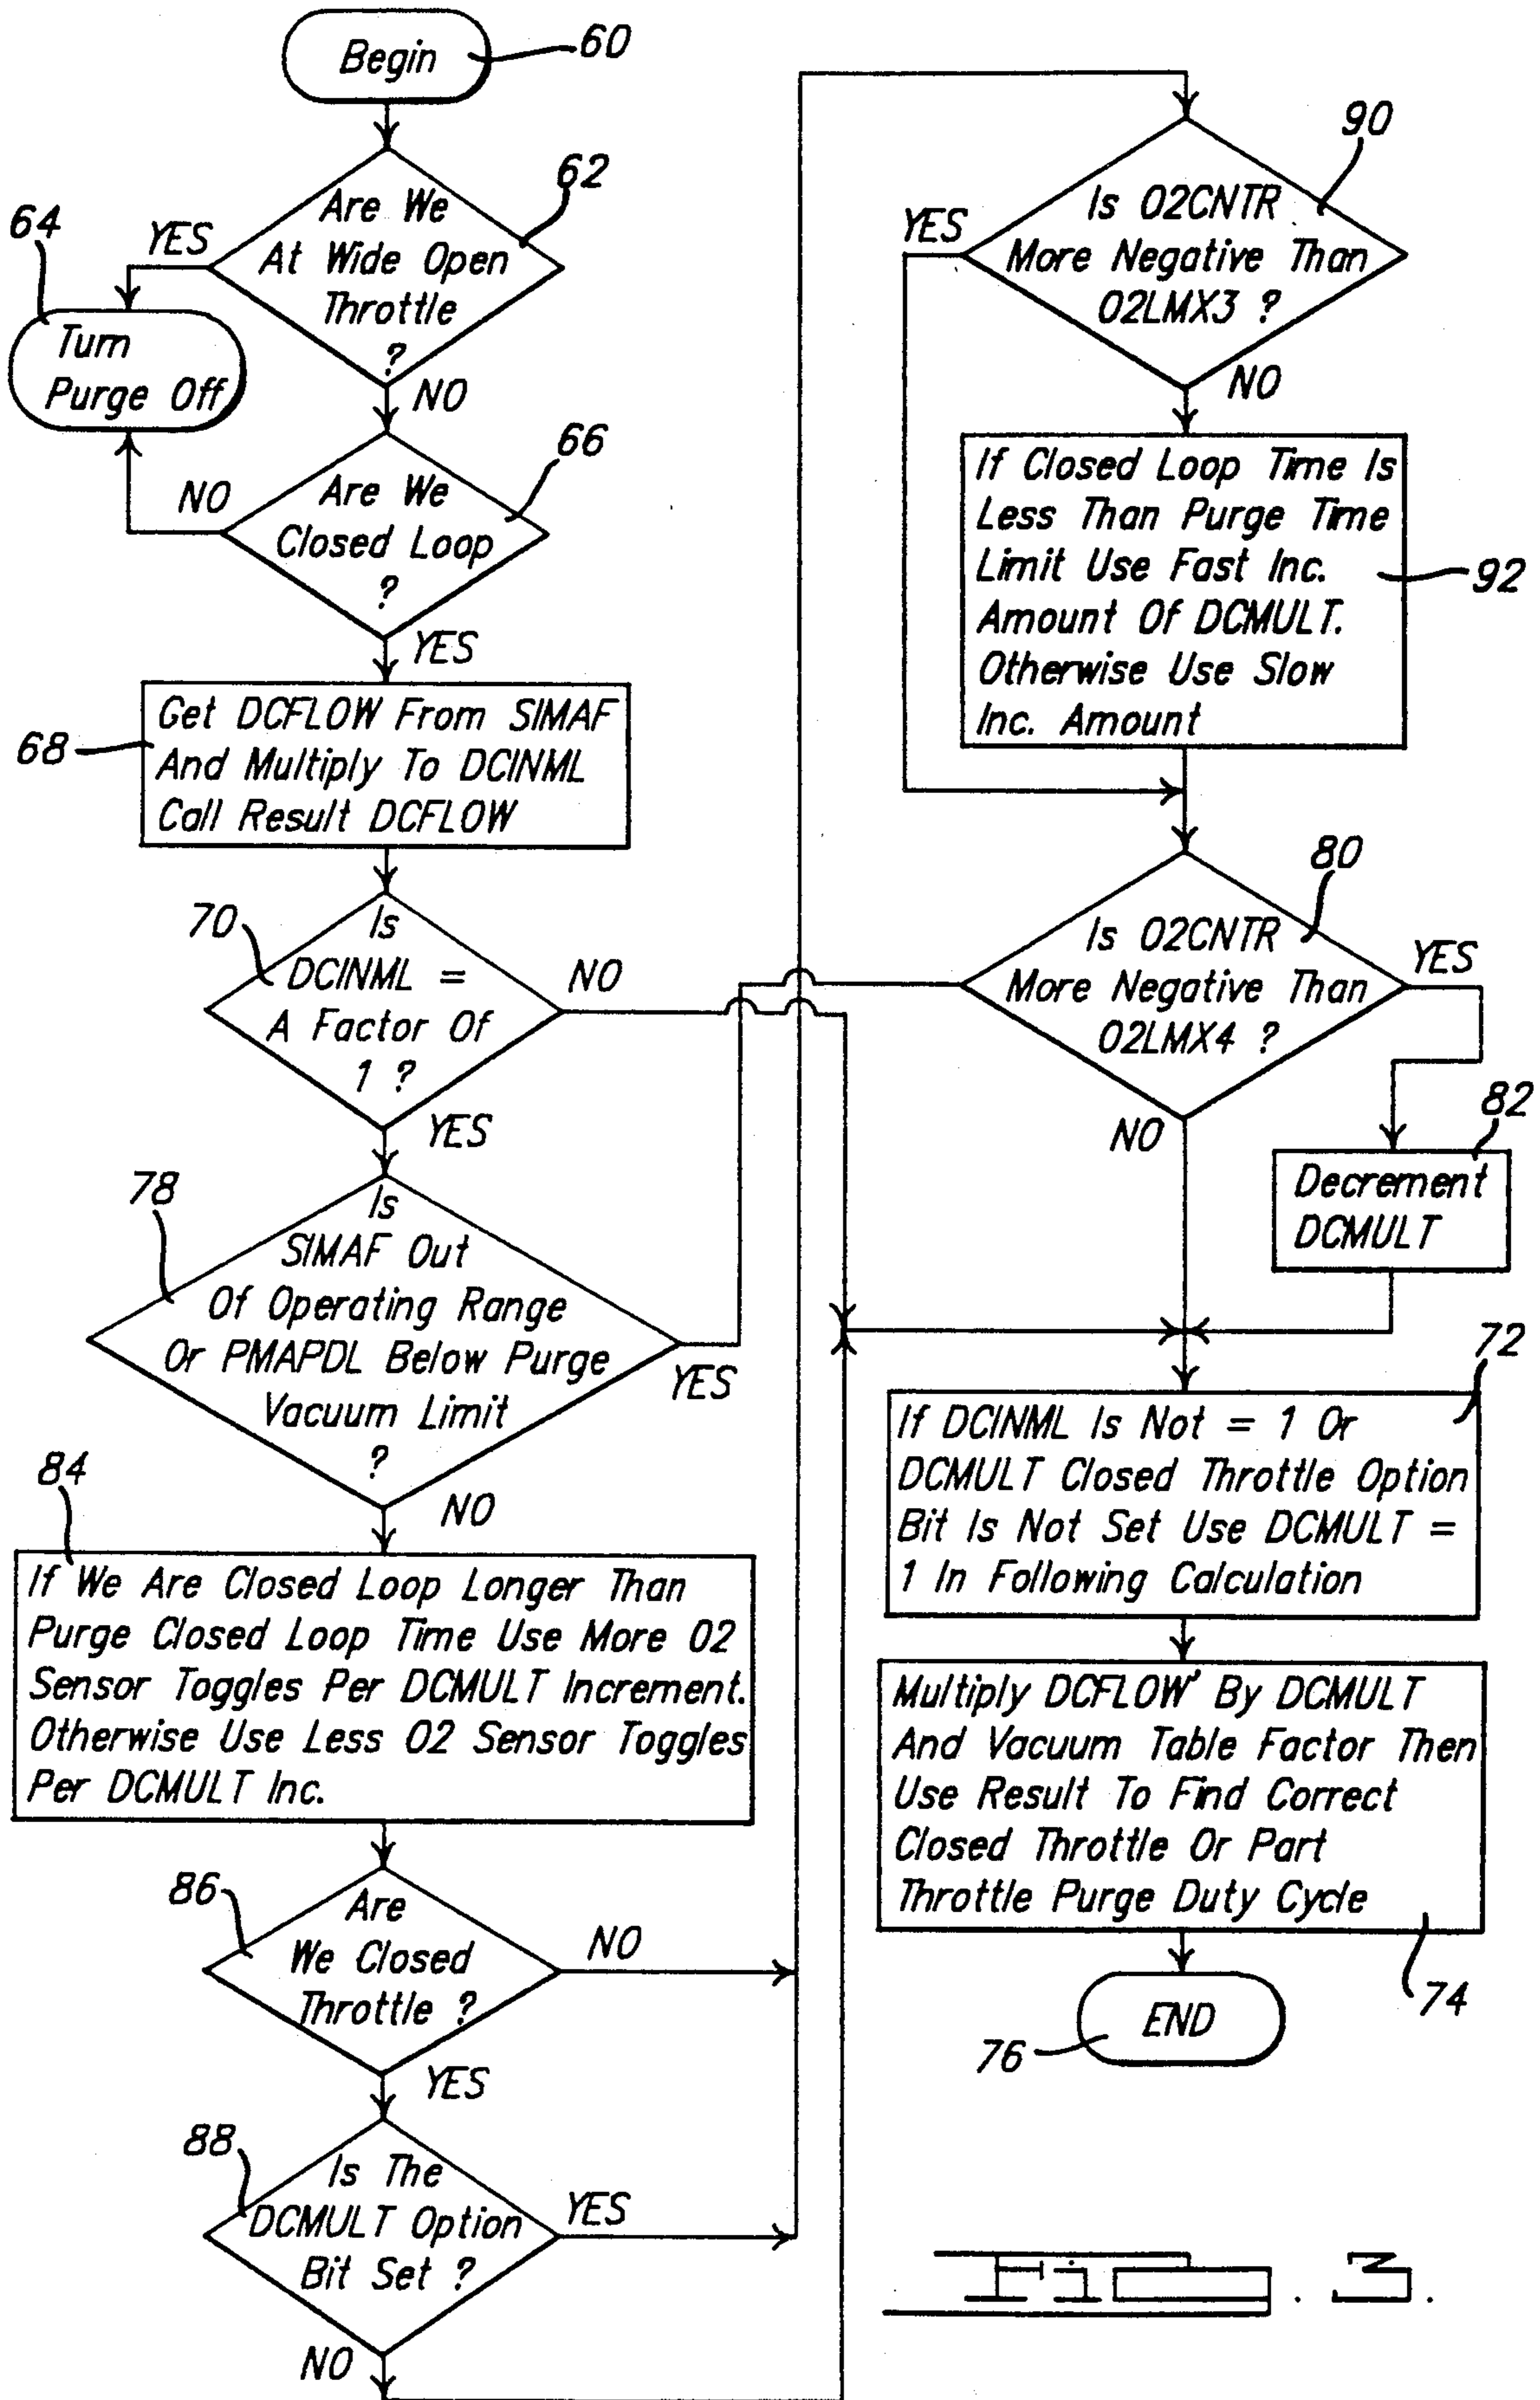 Begin
60
62
Are We
At Wide Open
Throttle
?
YES
NO
64
Turn
Purge Off
66
Are We
Closed Loop
?
NO
YES
68
Get DCFLOW From SIMAF
And Multiply To DCINML
Call Result DCFLOW
70
Is
DCINML =
A Factor Of
1 ?
NO
YES
78
Is
SIMAF Out
Of Operating Range
Or PMAPDL Below Purge
Vacuum Limit
?
YES
NO
84
If We Are Closed Loop Longer Than
Purge Closed Loop Time Use More O2
Sensor Toggles Per DCMULT Increment.
Otherwise Use Less O2 Sensor Toggles
Per DCMULT Inc.
86
Are
We Closed
Throttle ?
NO
YES
88
Is The
DCMULT Option
Bit Set ?
YES
NO
90
Is O2CNTR
More Negative Than
O2LMX3 ?
YES
NO
If Closed Loop Time Is
Less Than Purge Time
Limit Use Fast Inc.
Amount Of DCMULT.
Otherwise Use Slow
Inc. Amount
92
80
Is O2CNTR
More Negative Than
O2LMX4 ?
YES
NO
82
Decrement
DCMULT
72
If DCINML Is Not = 1 Or
DCMULT Closed Throttle Option
Bit Is Not Set Use DCMULT =
1 In Following Calculation
Multiply DCFLOW' By DCMULT
And Vacuum Table Factor Then
Use Result To Find Correct
Closed Throttle Or Part
Throttle Purge Duty Cycle
74
END
76
Fig. 3.